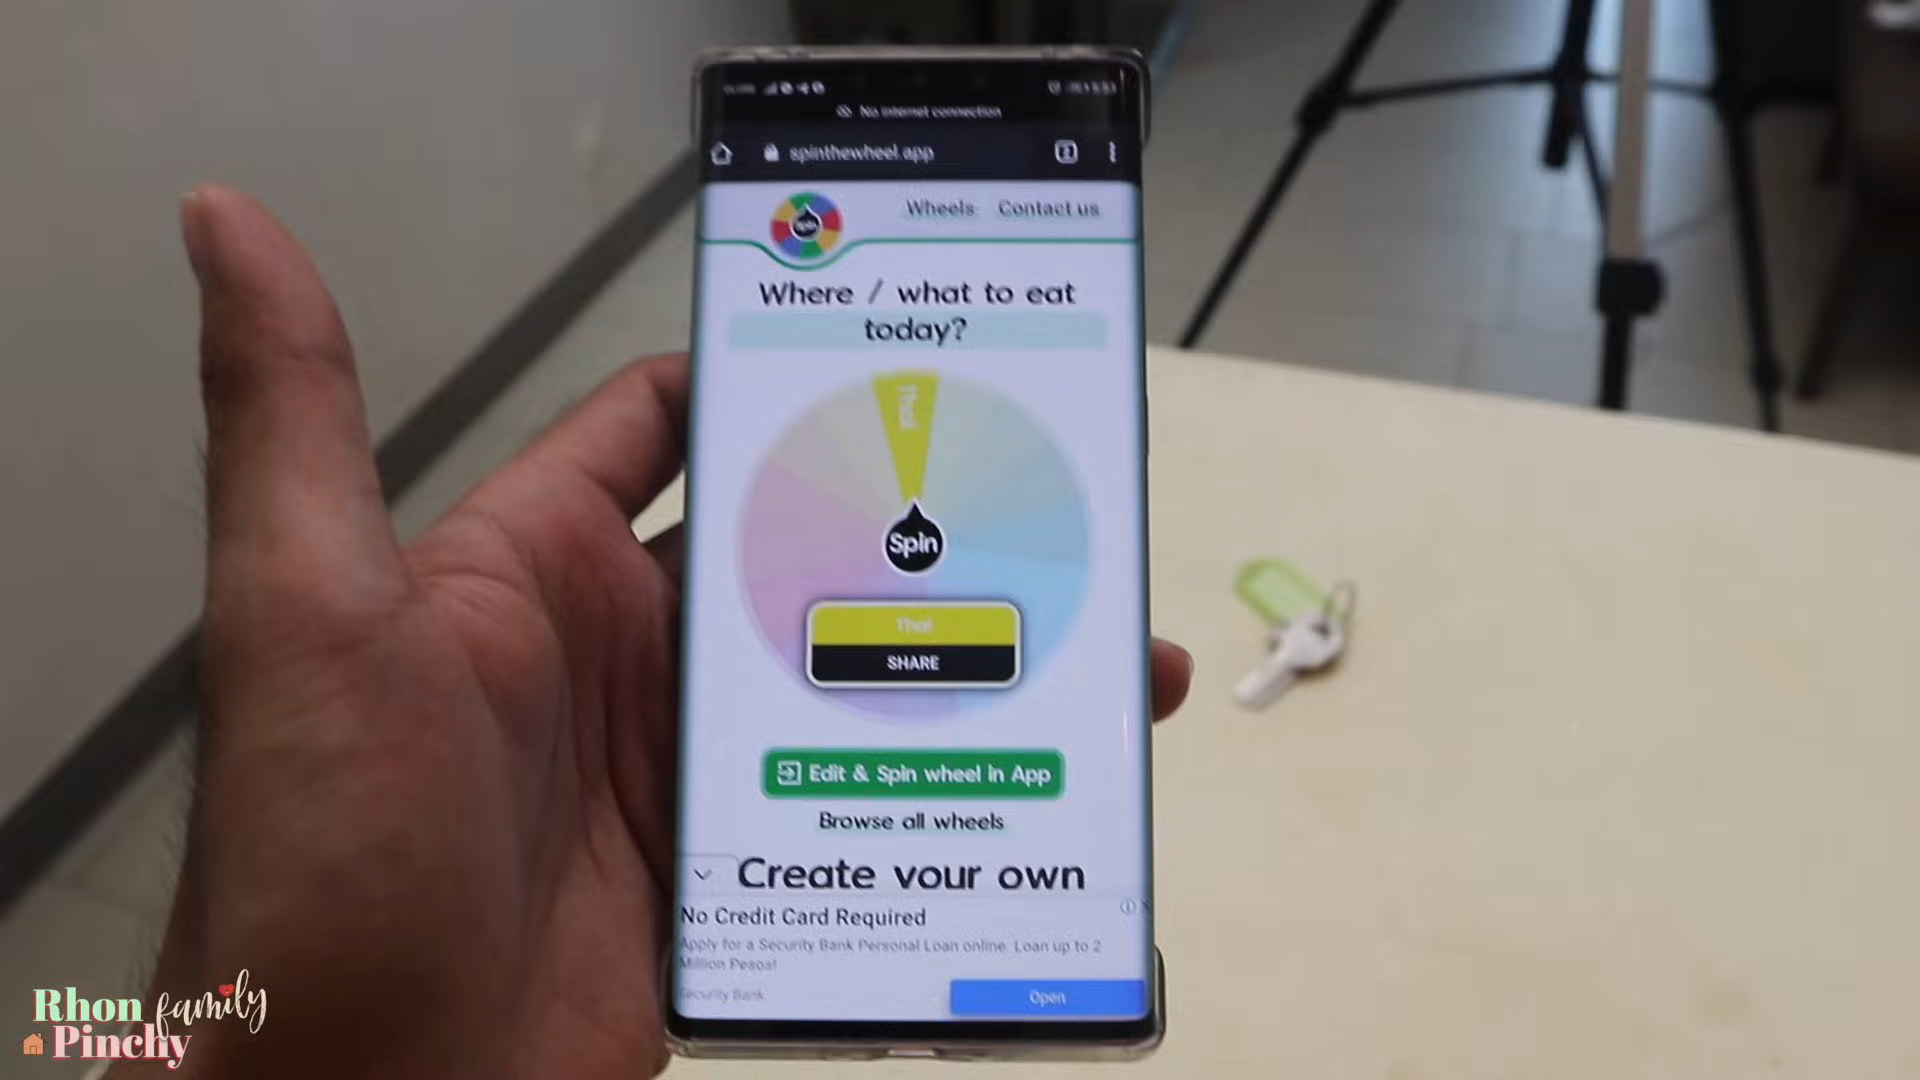 No internet connection
spinthewheel.app
2
Spin
Wheels Contact us
Where / what to eat
today?
Thai
Spin
Thai
SHARE
Edit & Spin wheel in App
Browse all wheels
Create your own
No Credit Card Required
Apply for a Security Bank Personal Loan online. Loan up to 2
Million Pesos!
Security Bank
Open
Rhon family
Pinchy